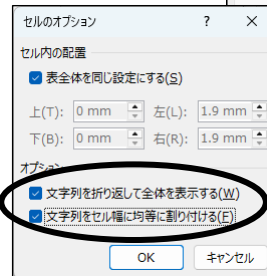 セルのオプション ? ×
セル内の配置
表全体を同じ設定にする(S)
上(T): 0 mm 左(L): 1.9 mm
下(B): 0 mm 右(R): 1.9 mm
オプション
文字列を折り返して全体を表示する(W)
文字列をセル幅に均等に割り付ける(F)
OK キャンセル